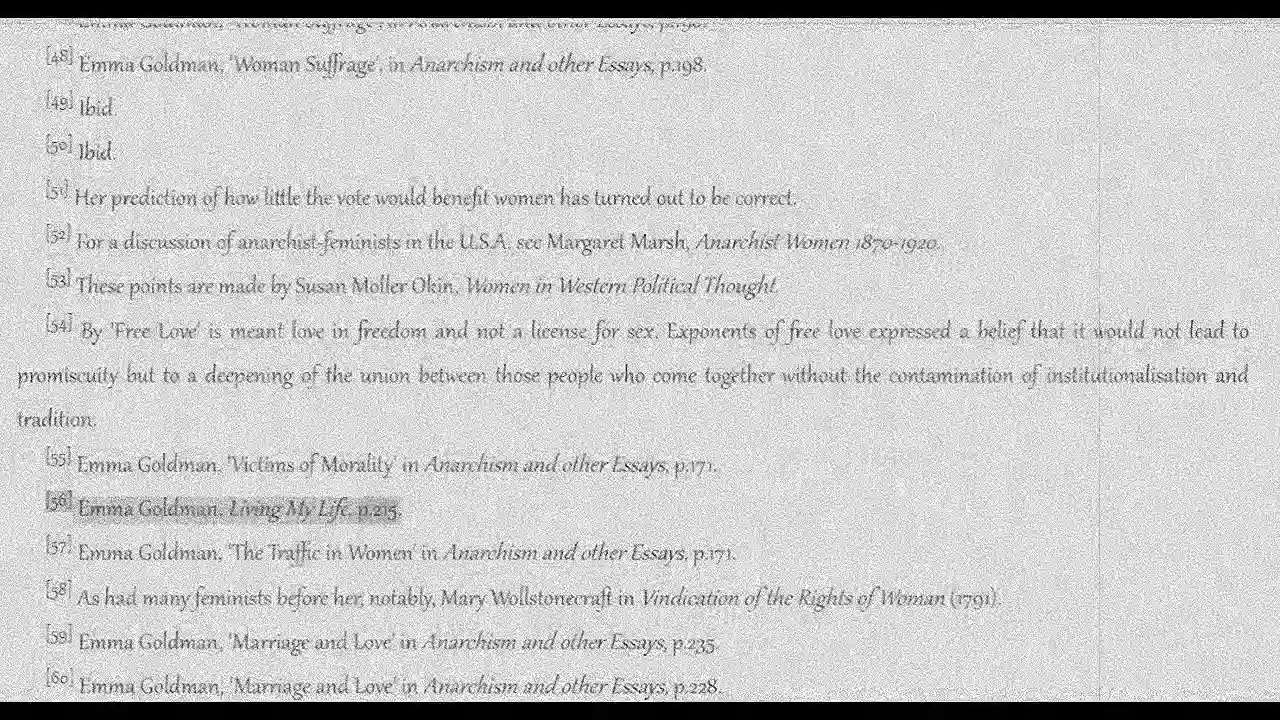 [48] Emma Goldman, 'Woman Suffrage', in Anarchism and other Essays, p.198.
[49] Ibid.
[50] Ibid.
[51] Her prediction of how little the vote would benefit women has turned out to be correct.
[52] For a discussion of anarchist-feminists in the U.S.A. see Margaret Marsh, Anarchist Women 1870-1920.
[53] These points are made by Susan Moller Okin, Women in Western Political Thought.
[54] By 'Free Love' is meant love in freedom and not a license for sex. Exponents of free love expressed a belief that it would not lead to
promiscuity but to a deepening of the union between those people who come together without the contamination of institutionalisation and
tradition.
[55] Emma Goldman, 'Victims of Morality' in Anarchism and other Essays, p.171.
[56] Emma Goldman, Living My Life, p.215.
[57] Emma Goldman, 'The Traffic in Women' in Anarchism and other Essays, p.171.
[58] As had many feminists before her, notably, Mary Wollstonecraft in Vindication of the Rights of Woman (1791).
[59] Emma Goldman, 'Marriage and Love' in Anarchism and other Essays, p.235.
[60] Emma Goldman, 'Marriage and Love' in Anarchism and other Essays, p.228.